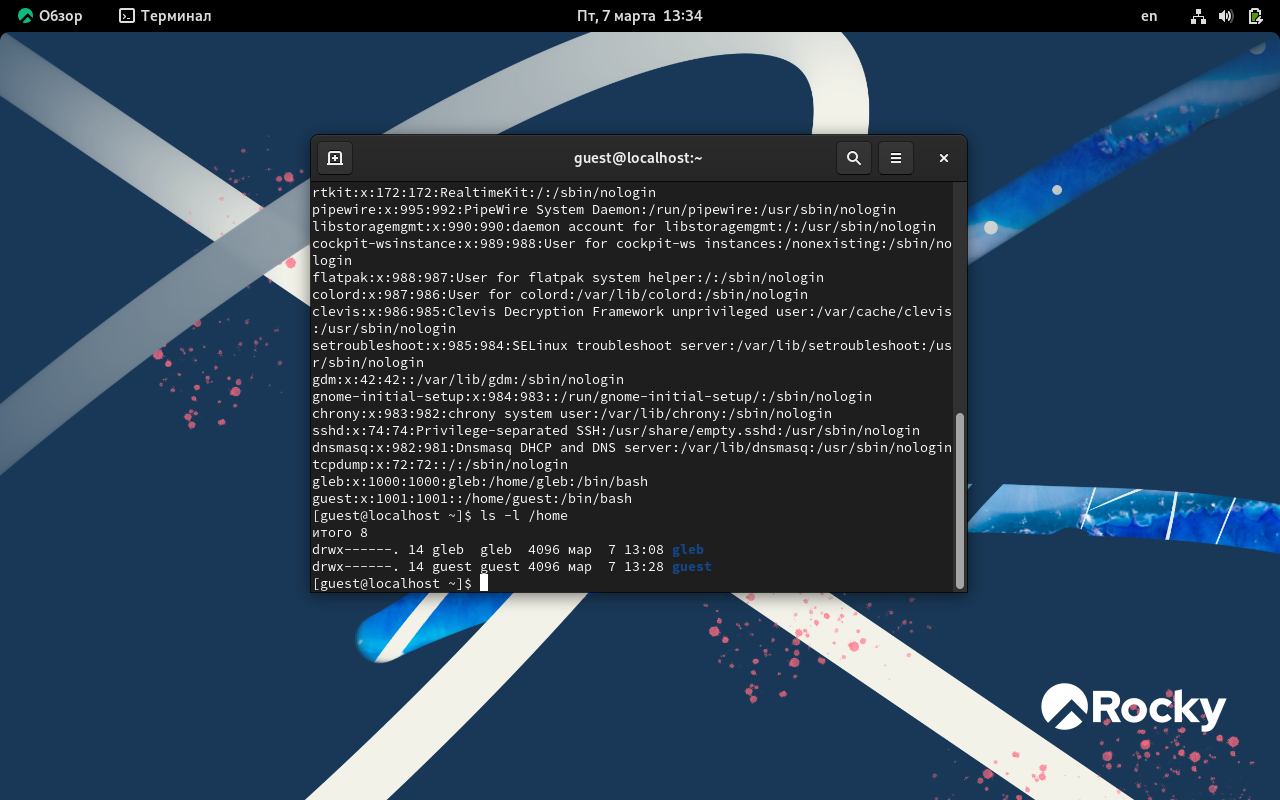 Обзор
Терминал
Пт, 7 марта 13:34
en
guest@localhost:~
rtkit:x:172:172:RealtimeKit:/:/sbin/nologin
pipewire:x:995:992:PipeWire System Daemon:/run/pipewire:/usr/sbin/nologin
libstoragemgmt:x:990:990:daemon account for libstoragemgmt:/:/usr/sbin/nologin
cockpit-wsinstance:x:989:988:User for cockpit-ws instances:/nonexisting:/sbin/no
login
flatpak:x:988:987:User for flatpak system helper:/:/sbin/nologin
colord:x:987:986:User for colord:/var/lib/colord:/sbin/nologin
clevis:x:986:985:Clevis Decryption Framework unprivileged user:/var/cache/clevis
:/usr/sbin/nologin
setroubleshoot:x:985:984:SELinux troubleshoot server:/var/lib/setroubleshoot:/us
r/sbin/nologin
gdm:x:42:42::/var/lib/gdm:/sbin/nologin
gnome-initial-setup:x:984:983::/run/gnome-initial-setup/:/sbin/nologin
chrony:x:983:982:chrony system user:/var/lib/chrony:/sbin/nologin
sshd:x:74:74:Privilege-separated SSH:/usr/share/empty.sshd:/usr/sbin/nologin
dnsmasq:x:982:981:Dnsmasq DHCP and DNS server:/var/lib/dnsmasq:/usr/sbin/nologin
tcpdump:x:72:72::/:/sbin/nologin
gleb:x:1000:1000:gleb:/home/gleb:/bin/bash
guest:x:1001:1001::/home/guest:/bin/bash
[guest@localhost ~]$ ls -l /home
итого 8
drwx------. 14 gleb  gleb  4096 мар  7 13:08 gleb
drwx------. 14 guest guest 4096 мар  7 13:28 guest
[guest@localhost ~]$
Rocky